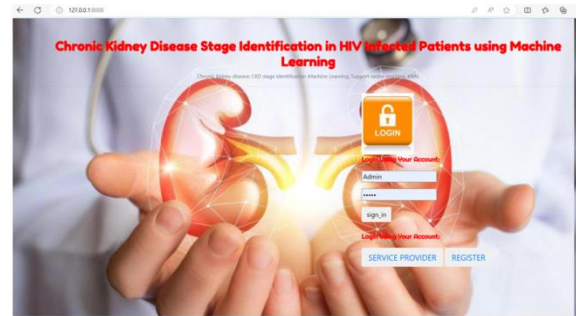 127.0.0.1:8000
Chronic Kidney Disease Stage Identification in HIV Infected Patients using Machine
Learning
Chronic kidney disease, CKD stage identification, Machine Learning, Support vector machine, KNN.
LOGIN
Login Using Your Account:
Admin
•••••
sign_in
Login Using Your Account:
SERVICE PROVIDER REGISTER